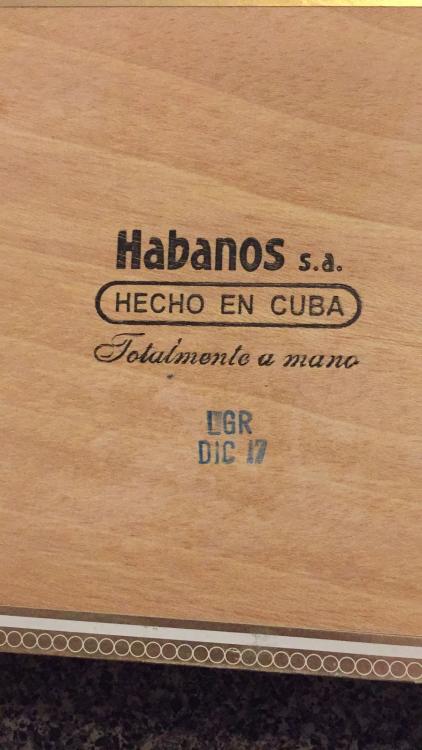 Habanos s.a.
HECHO EN CUBA
Totalmente a mano
LGR
DIC 17